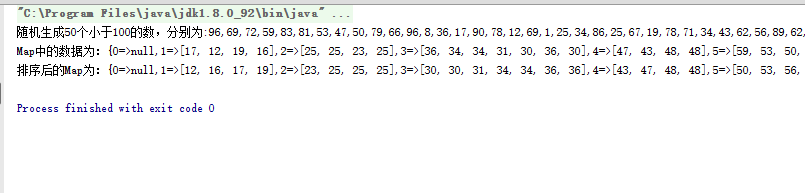 "C:\Program Files\java\jdk1.8.0_92\bin\java" ...
随机生成50个小于100的数，分别为:96,69,72,59,83,81,53,47,50,79,66,96,8,36,17,90,78,12,69,1,25,34,86,25,67,19,78,71,34,43,62,56,89,62,
Map中的数据为: {0=>null,1=>[17, 12, 19, 16],2=>[25, 25, 23, 25],3=>[36, 34, 34, 31, 30, 36, 30],4=>[47, 43, 48, 48],5=>[59, 53, 50,
排序后的Map为: {0=>null,1=>[12, 16, 17, 19],2=>[23, 25, 25, 25],3=>[30, 30, 31, 34, 34, 36, 36],4=>[43, 47, 48, 48],5=>[50, 53, 56,
Process finished with exit code 0